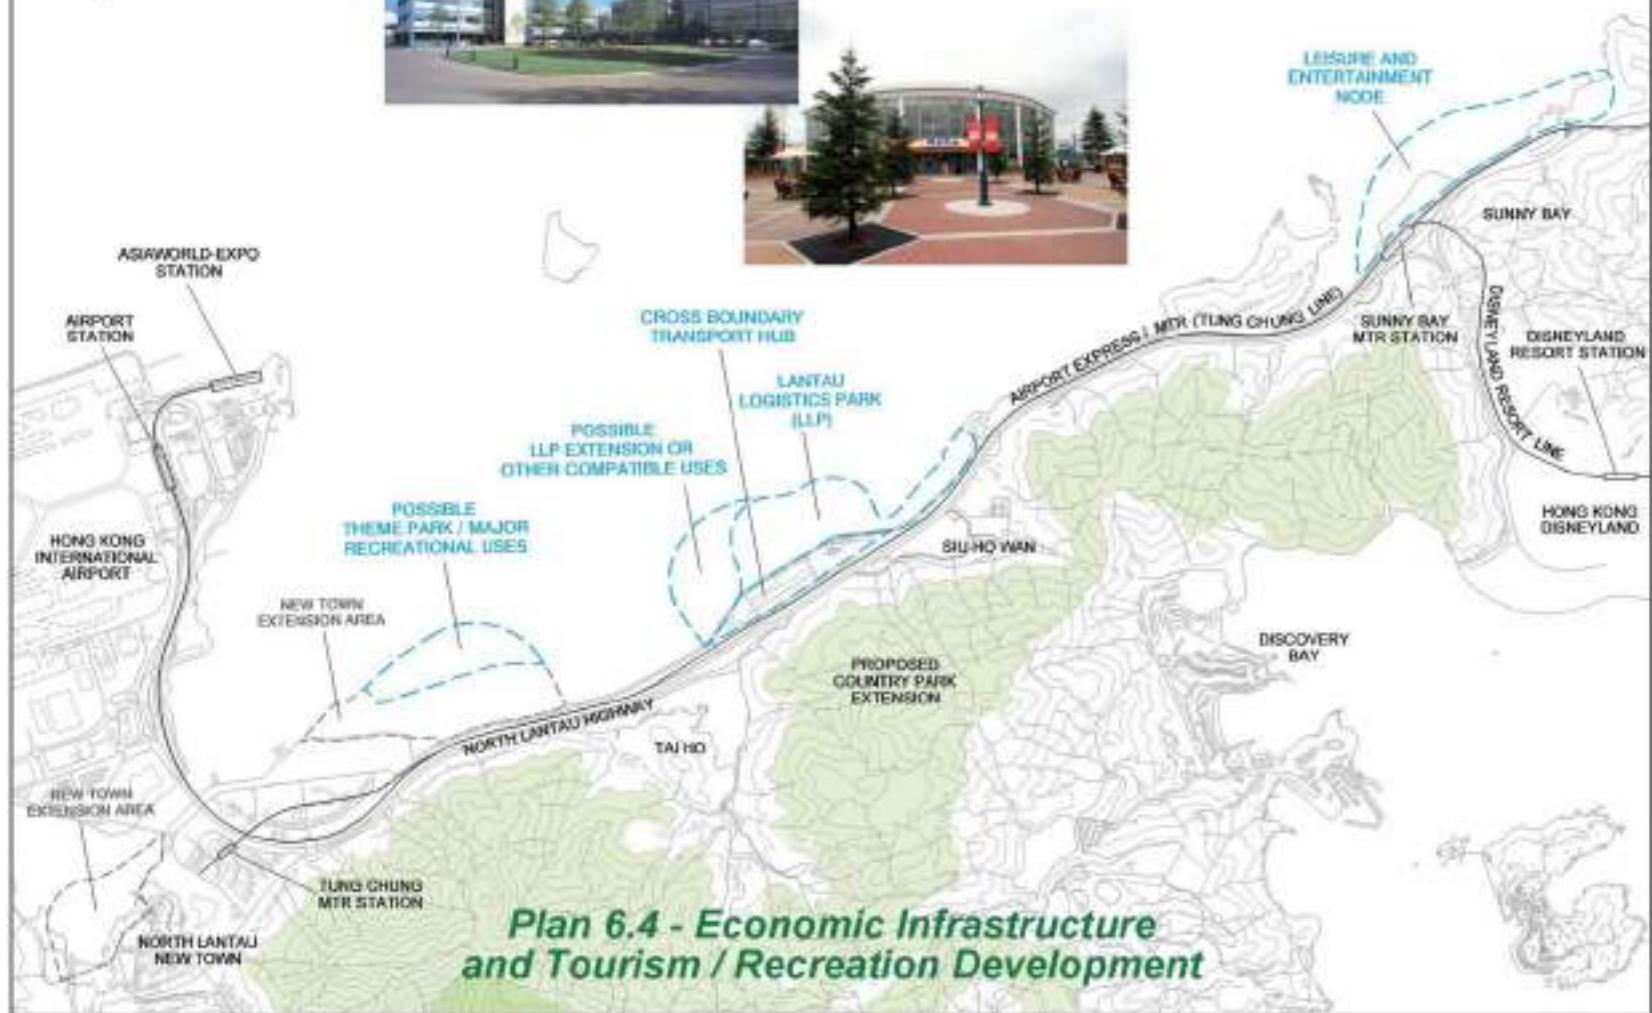 LEISURE AND
ENTERTAINMENT
NODE
SUNNY BAY
ASIAWORLD-EXPO
STATION
AIRPORT
STATION
CROSS BOUNDARY
TRANSPORT HUB
AIRPORT EXPRESS / MTR (TUNG CHUNG LINE)
SUNNY BAY
MTR STATION
DISNEYLAND RESORT LINE
DISNEYLAND
RESORT STATION
LANTAU
LOGISTICS PARK
(LLP)
POSSIBLE
LLP EXTENSION OR
OTHER COMPATIBLE USES
POSSIBLE
THEME PARK / MAJOR
RECREATIONAL USES
HONG KONG
INTERNATIONAL
AIRPORT
SIU HO WAN
HONG KONG
DISNEYLAND
NEW TOWN
EXTENSION AREA
DISCOVERY
BAY
PROPOSED
COUNTRY PARK
EXTENSION
NORTH LANTAU HIGHWAY
TAI HO
NEW TOWN
EXTENSION AREA
TUNG CHUNG
MTR STATION
NORTH LANTAU
NEW TOWN
Plan 6.4 - Economic Infrastructure
and Tourism / Recreation Development